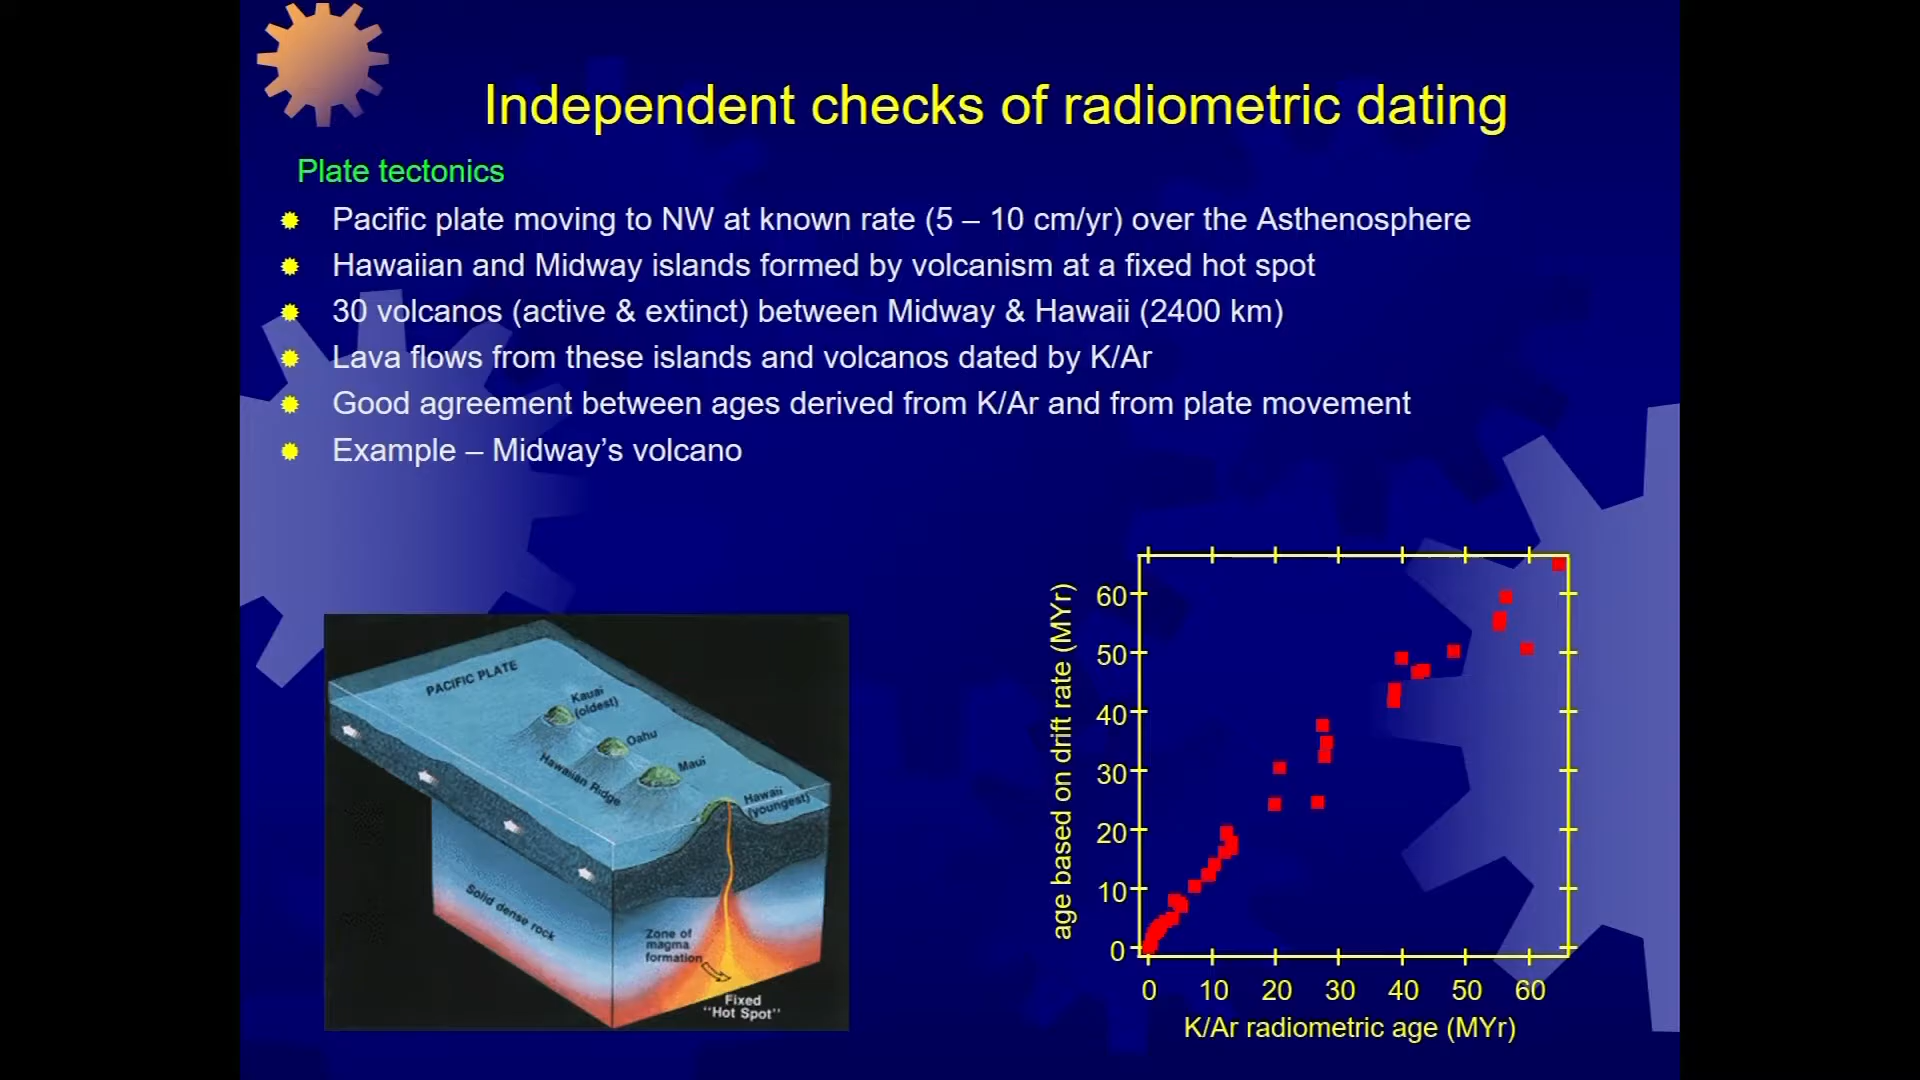 Independent checks of radiometric dating
Plate tectonics
Pacific plate moving to NW at known rate (5 – 10 cm/yr) over the Asthenosphere
Hawaiian and Midway islands formed by volcanism at a fixed hot spot
30 volcanos (active & extinct) between Midway & Hawaii (2400 km)
Lava flows from these islands and volcanos dated by K/Ar
Good agreement between ages derived from K/Ar and from plate movement
Example – Midway’s volcano
PACIFIC PLATE
Kauai
(oldest)
Oahu
Maui
Hawaiian Ridge
Hawaii
(youngest)
Solid dense rock
Zone of
magma
formation
Fixed
"Hot Spot"
age based on drift rate (MYr)
60
50
40
30
20
10
0
0 10 20 30 40 50 60
K/Ar radiometric age (MYr)